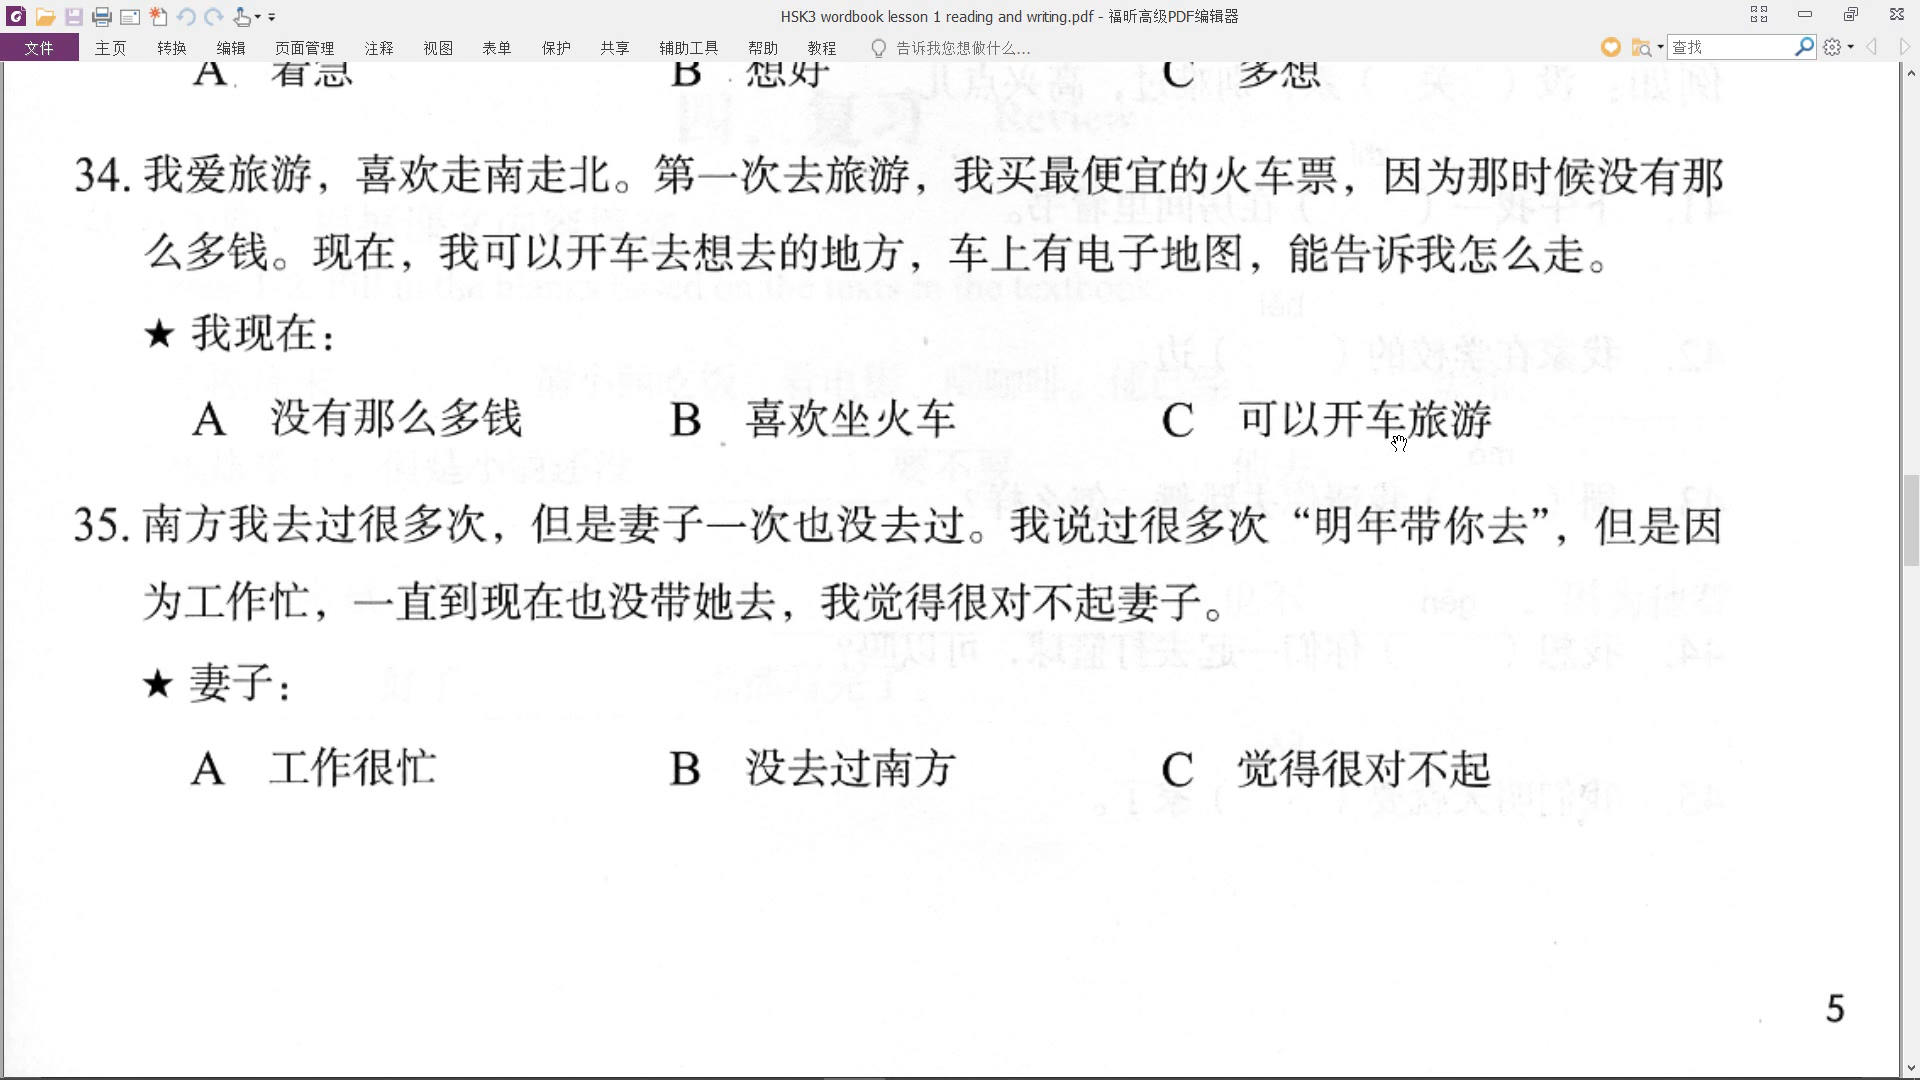 HSK3 wordbook lesson 1 reading and writing.pdf - 福昕高级PDF编辑器
文件 主页 转换 编辑 页面管理 注释 视图 表单 保护 共享 辅助工具 帮助 教程 告诉我您想做什么... 查找
A 着急 B 想好 C 多想
34. 我爱旅游，喜欢走南走北。第一次去旅游，我买最便宜的火车票，因为那时候没有那
么多钱。现在，我可以开车去想去的地方，车上有电子地图，能告诉我怎么走。
★ 我现在：
A 没有那么多钱 B 喜欢坐火车 C 可以开车旅游
35. 南方我去过很多次，但是妻子一次也没去过。我说过很多次“明年带你去”，但是因
为工作忙，一直到现在也没带她去，我觉得很对不起妻子。
★ 妻子：
A 工作很忙 B 没去过南方 C 觉得很对不起
5